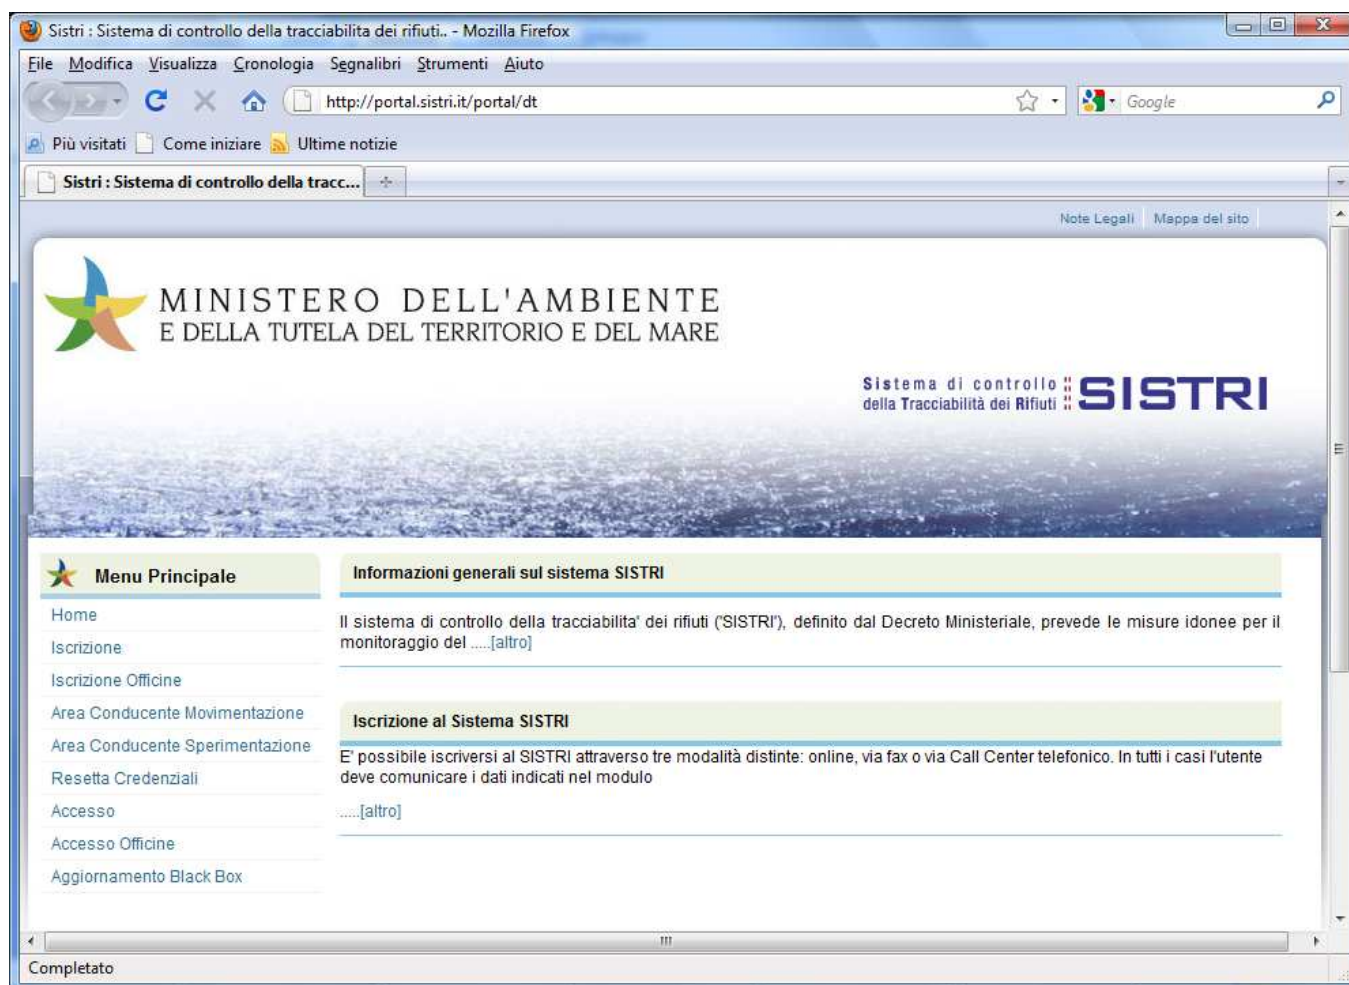 Sistri : Sistema di controllo della tracciabilita dei rifiuti.. - Mozilla Firefox
File Modifica Visualizza Cronologia Segnalibri Strumenti Aiuto
http://portal.sistri.it/portal/dt
Google
Più visitati Come iniziare Ultime notizie
Sistri : Sistema di controllo della tracc...
Note Legali Mappa del sito
MINISTERO DELL'AMBIENTE
E DELLA TUTELA DEL TERRITORIO E DEL MARE
Sistema di controllo
della Tracciabilità dei Rifiuti
SISTRI
Menu Principale
Home
Iscrizione
Iscrizione Officine
Area Conducente Movimentazione
Area Conducente Sperimentazione
Resetta Credenziali
Accesso
Accesso Officine
Aggiornamento Black Box
Informazioni generali sul sistema SISTRI
Il sistema di controllo della tracciabilita' dei rifiuti ('SISTRI'), definito dal Decreto Ministeriale, prevede le misure idonee per il
monitoraggio del .....[altro]
Iscrizione al Sistema SISTRI
E' possibile iscriversi al SISTRI attraverso tre modalità distinte: online, via fax o via Call Center telefonico. In tutti i casi l'utente
deve comunicare i dati indicati nel modulo
.....[altro]
Completato